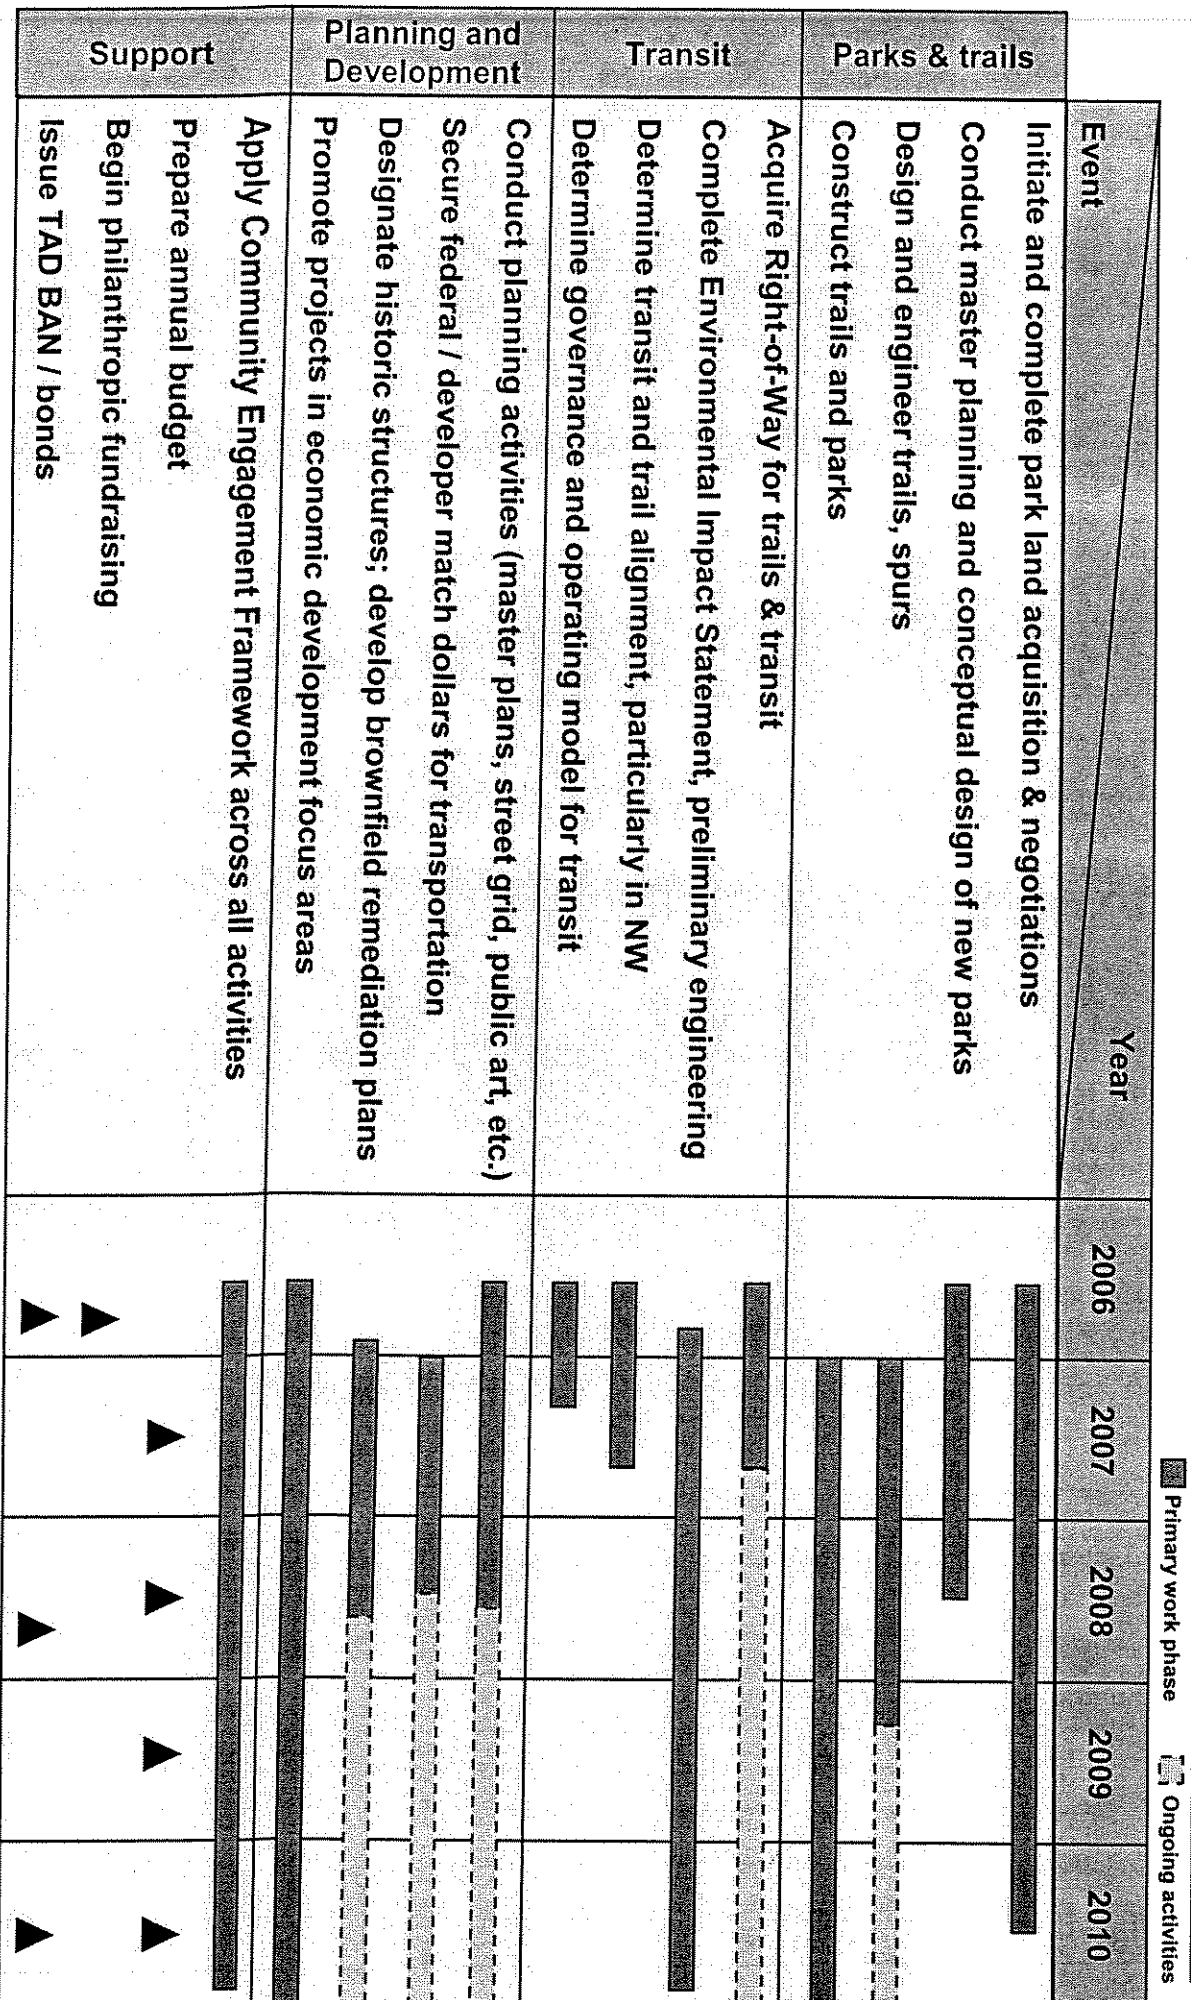 Primary work phase
Ongoing activities
Event
Year
2006
2007
2008
2009
2010
Parks & trails
Initiate and complete park land acquisition & negotiations
Conduct master planning and conceptual design of new parks
Design and engineer trails, spurs
Construct trails and parks
Transit
Acquire Right-of-Way for trails & transit
Complete Environmental Impact Statement, preliminary engineering
Determine transit and trail alignment, particularly in NW
Determine governance and operating model for transit
Planning and
Development
Conduct planning activities (master plans, street grid, public art, etc.)
Secure federal / developer match dollars for transportation
Designate historic structures; develop brownfield remediation plans
Promote projects in economic development focus areas
Support
Apply Community Engagement Framework across all activities
Prepare annual budget
Begin philanthropic fundraising
Issue TAD BAN / bonds